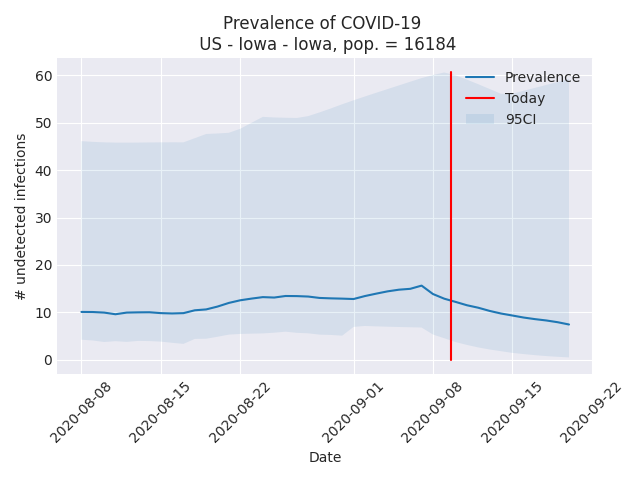 Prevalence of COVID-19
US - Iowa - Iowa, pop. = 16184
# undetected infections
60
50
40
30
20
10
0
Prevalence
Today
95CI
2020-08-08
2020-08-15
2020-08-22
2020-09-01
2020-09-08
2020-09-15
2020-09-22
Date